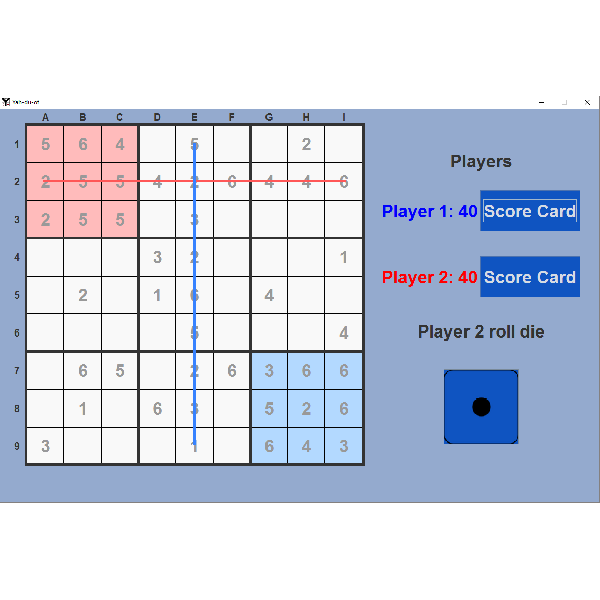 A B C D E F G H I
1 5 6 4 5 2
2 2 5 5 4 2 6 4 4 6
3 2 5 5 3
4 3 2 1
5 2 1 6 4
6 5 4
7 6 5 2 6 3 6 6
8 1 6 3 5 2 6
9 3 1 6 4 3
Players
Player 1: 40 Score Card
Player 2: 40 Score Card
Player 2 roll die